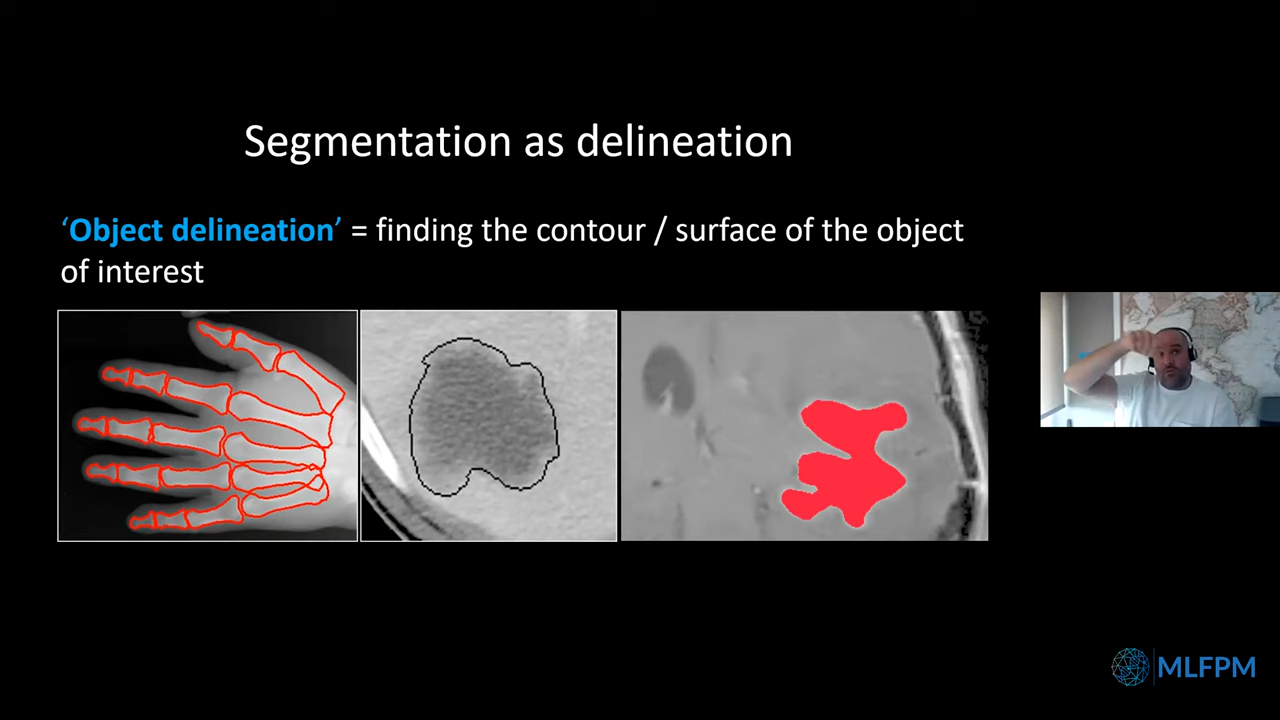 Segmentation as delineation
‘Object delineation’ = finding the contour / surface of the object
of interest
MLFPM